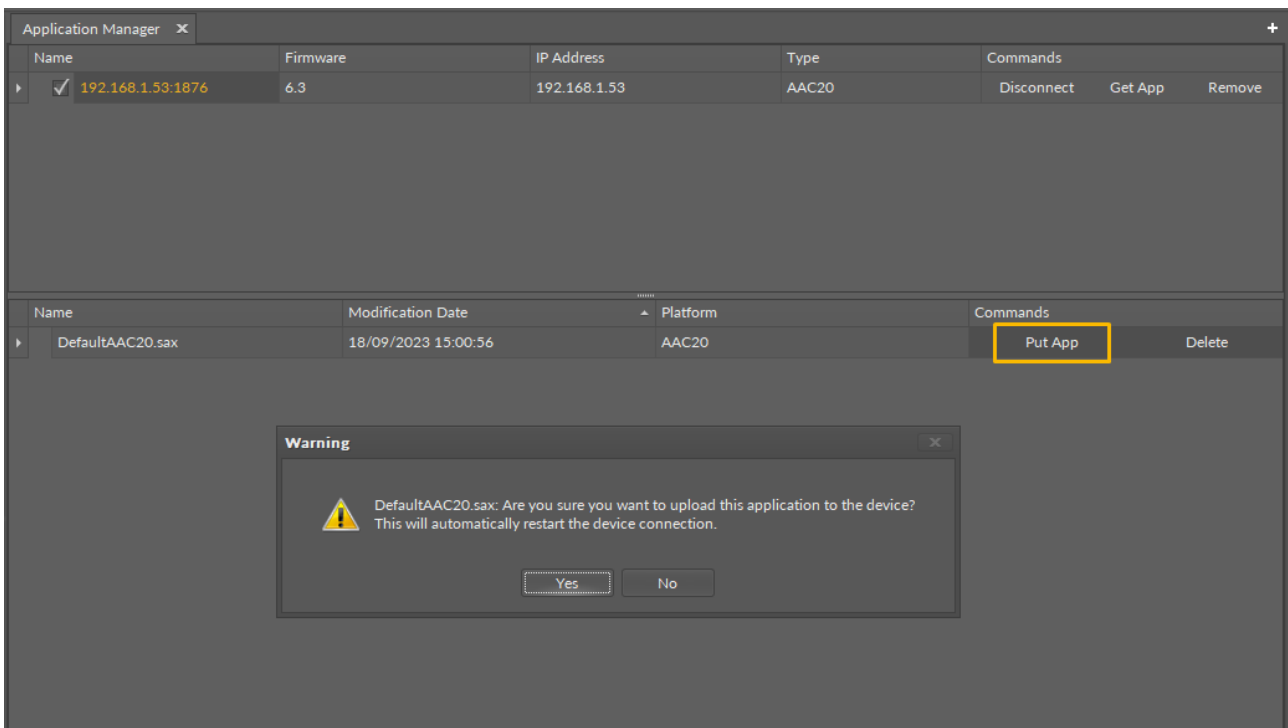 Application Manager
Name Firmware IP Address Type Commands
192.168.1.53:1876 6.3 192.168.1.53 AAC20 Disconnect Get App Remove
Name Modification Date Platform Commands
DefaultAAC20.sax 18/09/2023 15:00:56 AAC20 Put App Delete
Warning
DefaultAAC20.sax: Are you sure you want to upload this application to the device?
This will automatically restart the device connection.
Yes No